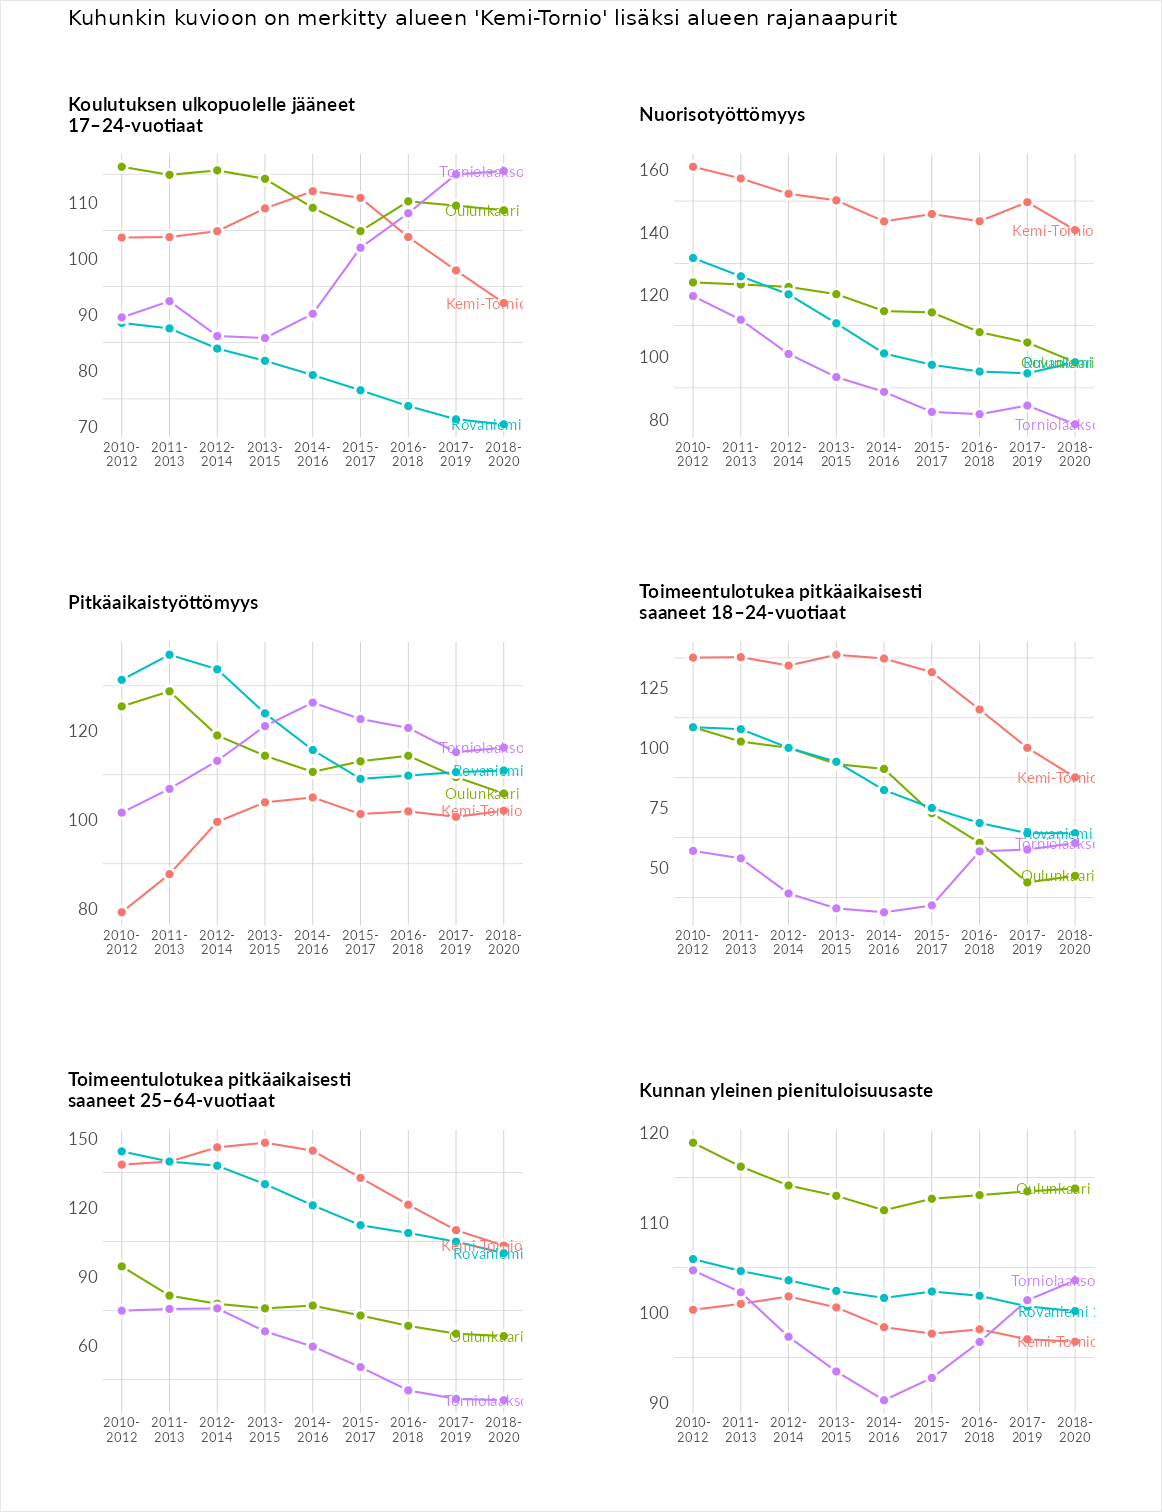 Kuhunkin kuvioon on merkitty alueen 'Kemi-Tornio' lisäksi alueen rajanaapurit
Koulutuksen ulkopuolelle jääneet
17–24-vuotiaat
110
100
90
80
70
Torniolaakso
Oulunkaari
Kemi-Tornio
Rovaniemi
2010- 2011- 2012- 2013- 2014- 2015- 2016- 2017- 2018-
2012 2013 2014 2015 2016 2017 2018 2019 2020
Nuorisotyöttömyys
160
140
120
100
80
Kemi-Tornio
Oulunkaari
Rovaniemi
Torniolaakso
2010- 2011- 2012- 2013- 2014- 2015- 2016- 2017- 2018-
2012 2013 2014 2015 2016 2017 2018 2019 2020
Pitkäaikaistyöttömyys
120
100
80
Torniolaakso
Rovaniemi
Oulunkaari
Kemi-Tornio
2010- 2011- 2012- 2013- 2014- 2015- 2016- 2017- 2018-
2012 2013 2014 2015 2016 2017 2018 2019 2020
Toimeentulotukea pitkäaikaisesti
saaneet 18–24-vuotiaat
125
100
75
50
Kemi-Tornio
Rovaniemi
Torniolaakso
Oulunkaari
2010- 2011- 2012- 2013- 2014- 2015- 2016- 2017- 2018-
2012 2013 2014 2015 2016 2017 2018 2019 2020
Toimeentulotukea pitkäaikaisesti
saaneet 25–64-vuotiaat
150
120
90
60
Kemi-Tornio
Rovaniemi
Oulunkaari
Torniolaakso
2010- 2011- 2012- 2013- 2014- 2015- 2016- 2017- 2018-
2012 2013 2014 2015 2016 2017 2018 2019 2020
Kunnan yleinen pienituloisuusaste
120
110
100
90
Oulunkaari
Torniolaakso
Rovaniemi
Kemi-Tornio
2010- 2011- 2012- 2013- 2014- 2015- 2016- 2017- 2018-
2012 2013 2014 2015 2016 2017 2018 2019 2020